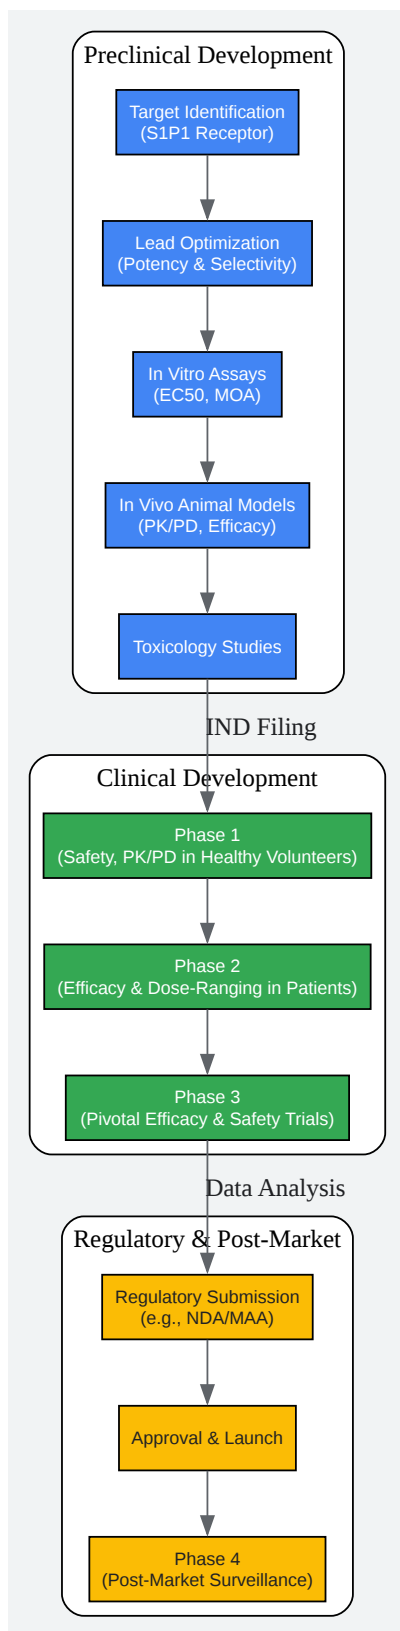 Preclinical Development
Target Identification
(S1P1 Receptor)
Lead Optimization
(Potency & Selectivity)
In Vitro Assays
(EC50, MOA)
In Vivo Animal Models
(PK/PD, Efficacy)
Toxicology Studies
IND Filing
Clinical Development
Phase 1
(Safety, PK/PD in Healthy Volunteers)
Phase 2
(Efficacy & Dose-Ranging in Patients)
Phase 3
(Pivotal Efficacy & Safety Trials)
Data Analysis
Regulatory & Post-Market
Regulatory Submission
(e.g., NDA/MAA)
Approval & Launch
Phase 4
(Post-Market Surveillance)